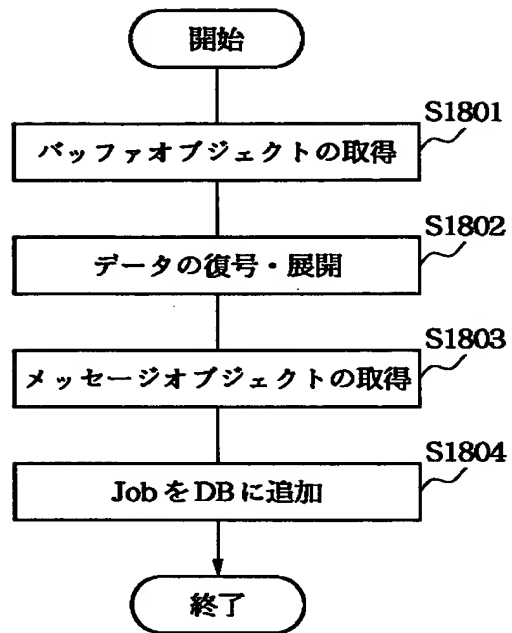 開始
S1801
バッファオブジェクトの取得
S1802
データの復号・展開
S1803
メッセージオブジェクトの取得
S1804
JobをDBに追加
終了